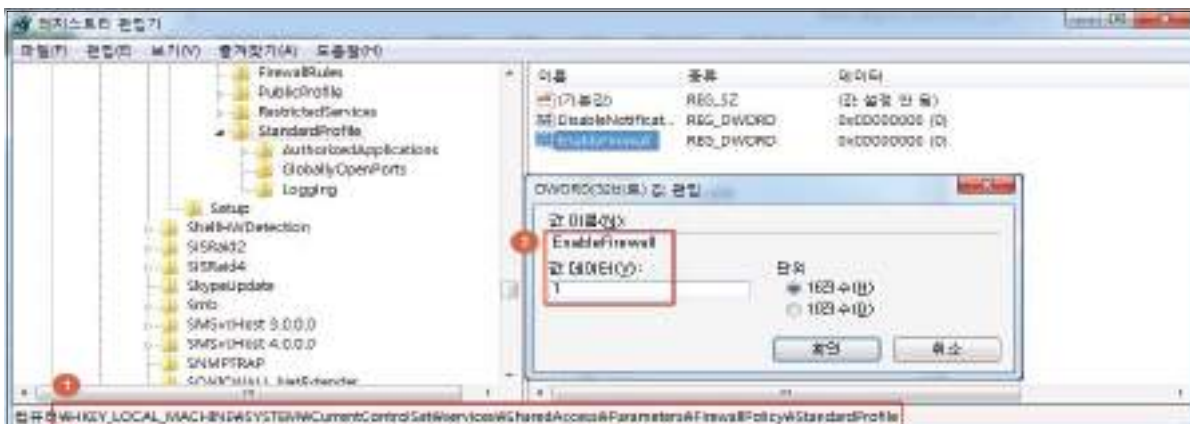 레지스트리 편집기
파일(F) 편집(E) 보기(V) 즐겨찾기(A) 도움말(H)
FirewallRules
PublicProfile
RestrictedServices
StandardProfile
AuthorizedApplications
GloballyOpenPorts
Logging
Setup
ShellHWDetection
SiSRaid2
SiSRaid4
SkypeUpdate
Smb
SMSvcHost 3.0.0.0
SMSvcHost 4.0.0.0
SNMPTRAP
SONICWALL_NetExtender
이름 종류 데이터
(기본값) REG_SZ (값 설정 안 됨)
DisableNotificat... REG_DWORD 0x00000000 (0)
EnableFirewall REG_DWORD 0x00000000 (0)
DWORD(32비트) 값 편집
값 이름(N):
EnableFirewall
값 데이터(V):
1
단위
16진수(H)
10진수(D)
확인 취소
1
컴퓨터₩HKEY_LOCAL_MACHINE₩SYSTEM₩CurrentControlSet₩services₩SharedAccess₩Parameters₩FirewallPolicy₩StandardProfile